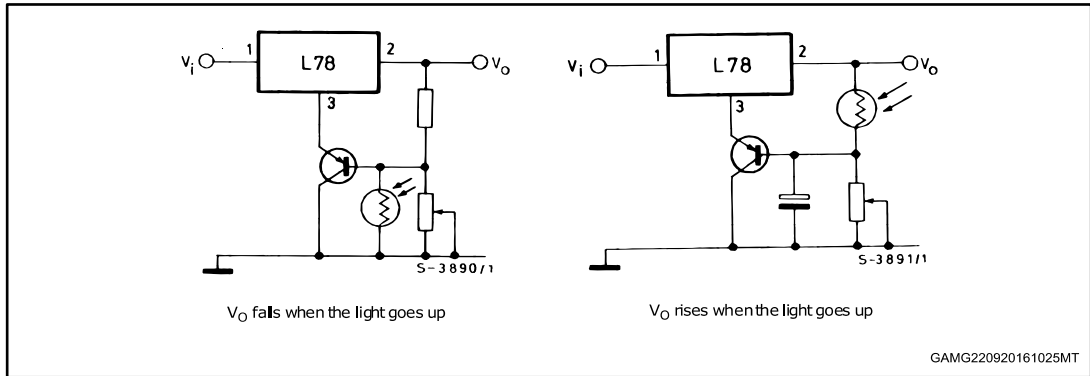 Vi
1
L78
2
VO
3
S-3890/1
VO falls when the light goes up
Vi
1
L78
2
VO
3
S-3891/1
VO rises when the light goes up
GAMG220920161025MT